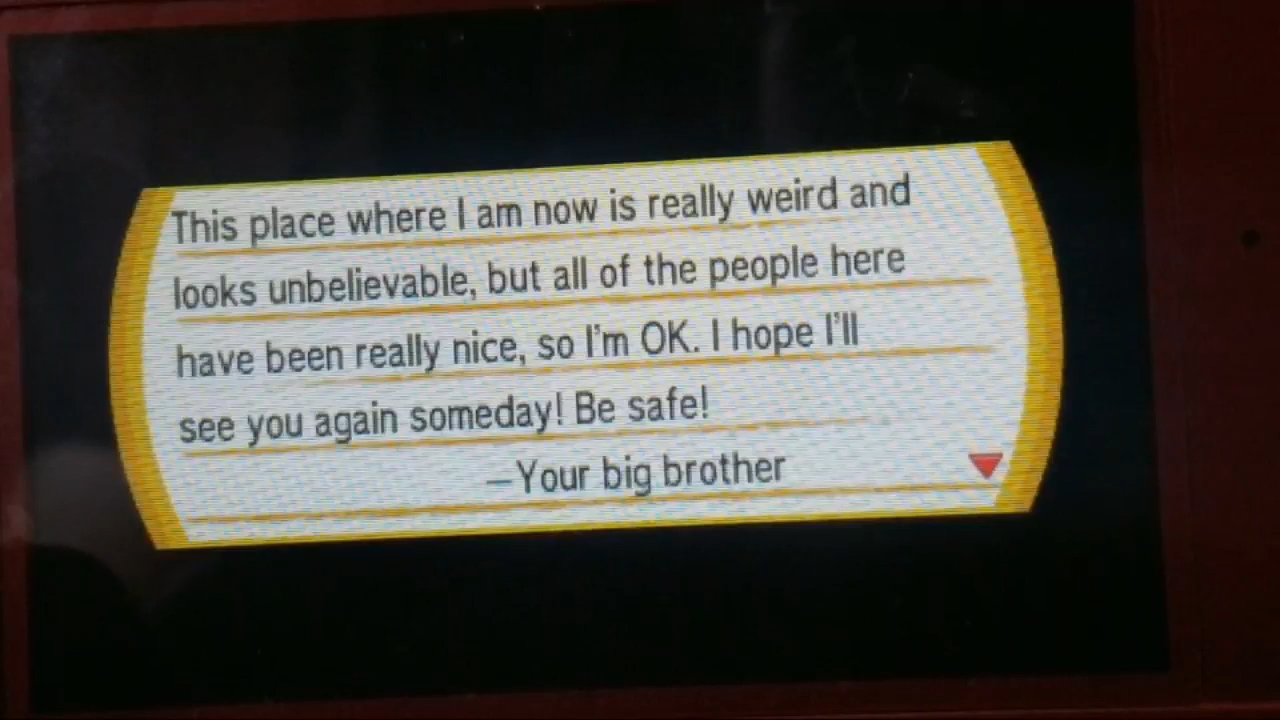 This place where I am now is really weird and
looks unbelievable, but all of the people here
have been really nice, so I'm OK. I hope I'll
see you again someday! Be safe!
—Your big brother